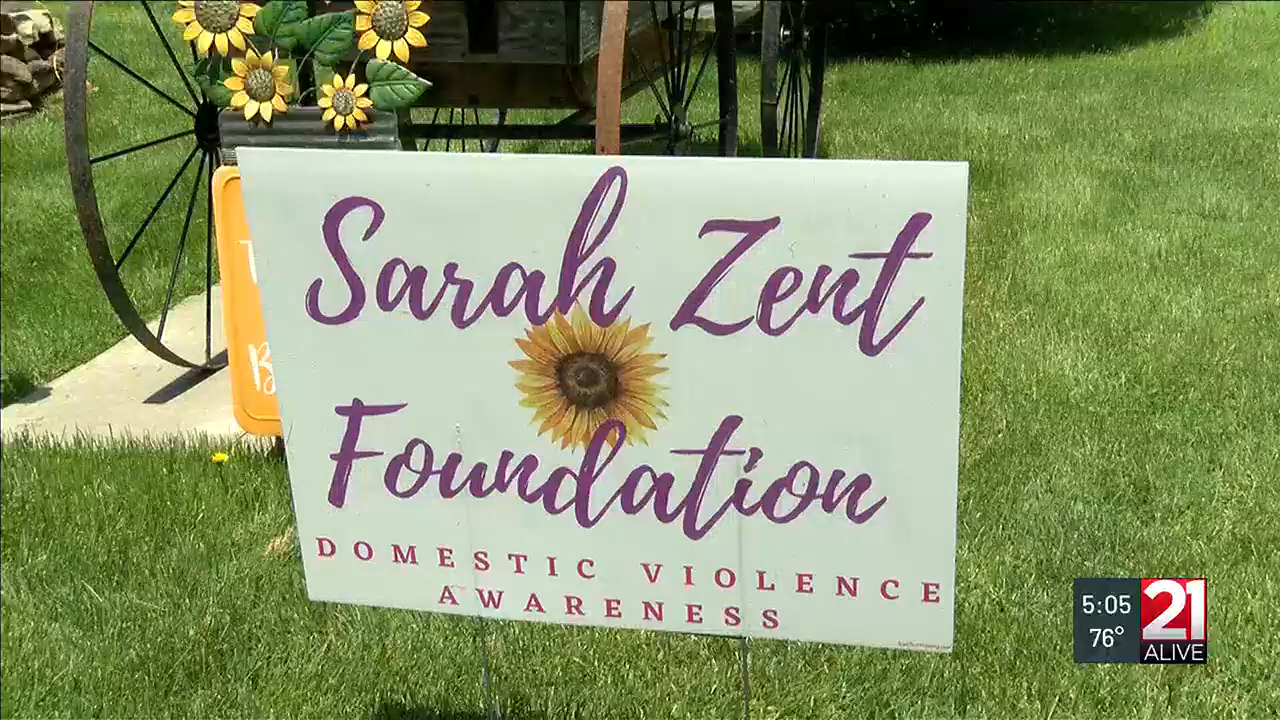 Sarah Zent
Foundation
DOMESTIC VIOLENCE
AWARENESS
5:05
76°
21
ALIVE